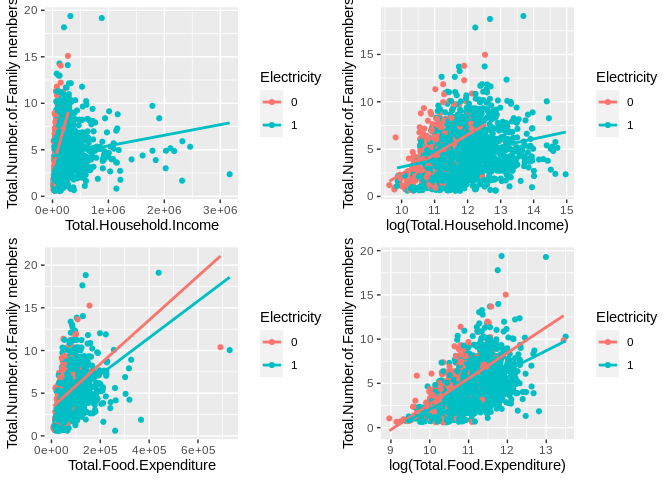 Total.Number.of.Family members
20
15
10
5
0
0e+00 1e+06 2e+06 3e+06
Total.Household.Income
Electricity
0
1
Total.Number.of.Family members
15
10
5
0
10 11 12 13 14 15
log(Total.Household.Income)
Electricity
0
1
Total.Number.of.Family members
20
15
10
5
0
0e+00 2e+05 4e+05 6e+05
Total.Food.Expenditure
Electricity
0
1
Total.Number.of.Family members
20
15
10
5
0
9 10 11 12 13
log(Total.Food.Expenditure)
Electricity
0
1